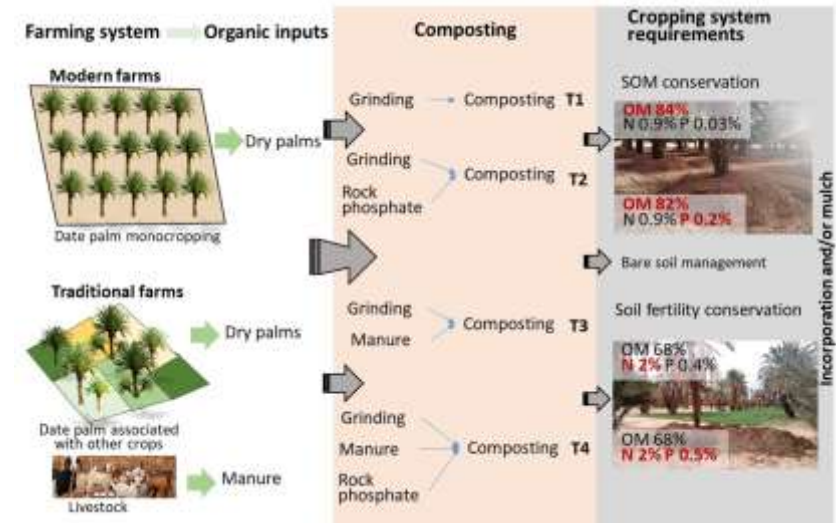 Farming system
Organic inputs
Composting
Cropping system
requirements
Modern farms
Dry palms
Date palm monocropping
Traditional farms
Dry palms
Date palm associated
with other crops
Manure
Livestock
Grinding
Composting T1
Grinding
Rock
phosphate
Composting T2
Grinding
Manure
Composting T3
Grinding
Manure
Rock
phosphate
Composting T4
SOM conservation
OM 84%
N 0.9% P 0.03%
OM 82%
N 0.9% P 0.2%
Bare soil management
Soil fertility conservation
OM 68%
N 2% P 0.4%
OM 68%
N 2% P 0.5%
Incorporation and/or mulch